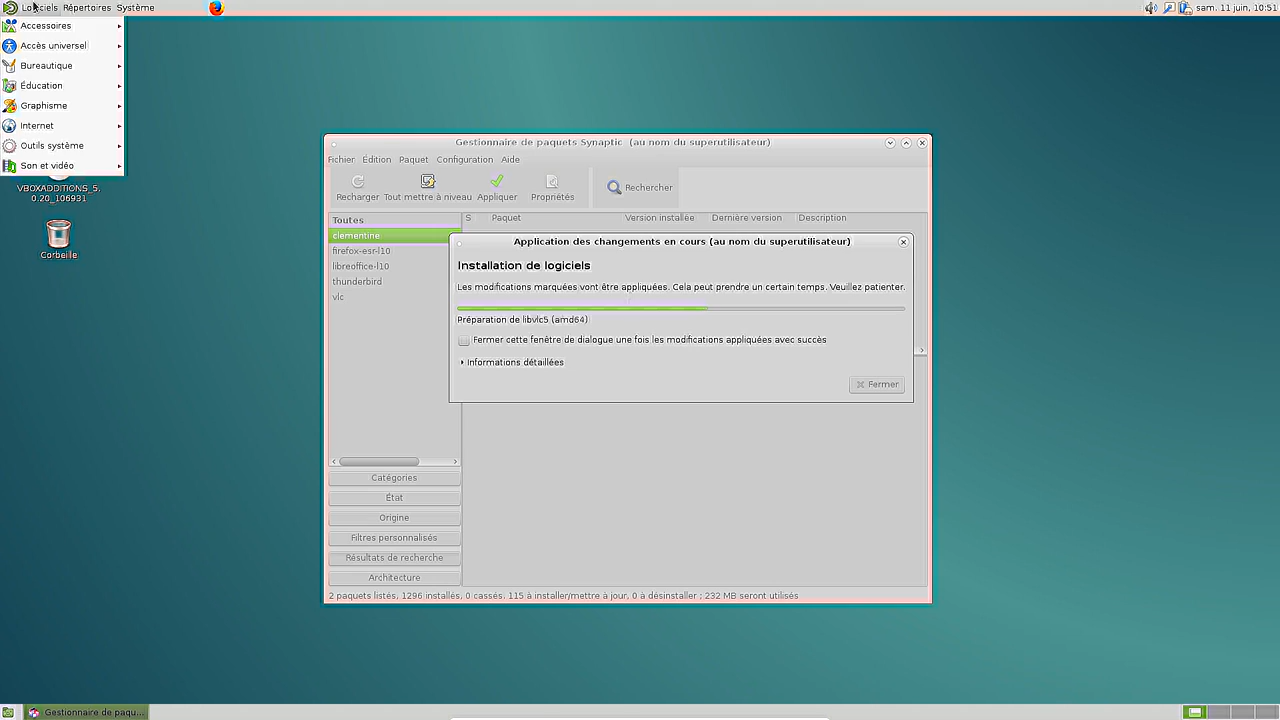 Logiciels Répertoires Système
sam. 11 juin, 10:51
Accessoires
Accès universel
Bureautique
Éducation
Graphisme
Internet
Outils système
Son et vidéo
VBOXADDITIONS_5.
0.20_106931
Corbeille
Gestionnaire de paquets Synaptic (au nom du superutilisateur)
Fichier Édition Paquet Configuration Aide
Recharger Tout mettre à niveau Appliquer Propriétés Rechercher
Toutes
clementine
firefox-esr-l10
libreoffice-l10
thunderbird
vlc
S Paquet Version installée Dernière version Description
Application des changements en cours (au nom du superutilisateur)
Installation de logiciels
Les modifications marquées vont être appliquées. Cela peut prendre un certain temps. Veuillez patienter.
Préparation de libvlc5 (amd64)
Fermer cette fenêtre de dialogue une fois les modifications appliquées avec succès
Informations détaillées
Fermer
Catégories
État
Origine
Filtres personnalisés
Résultats de recherche
Architecture
2 paquets listés, 1296 installés, 0 cassés. 115 à installer/mettre à jour, 0 à désinstaller ; 232 MB seront utilisés
Gestionnaire de paqu...